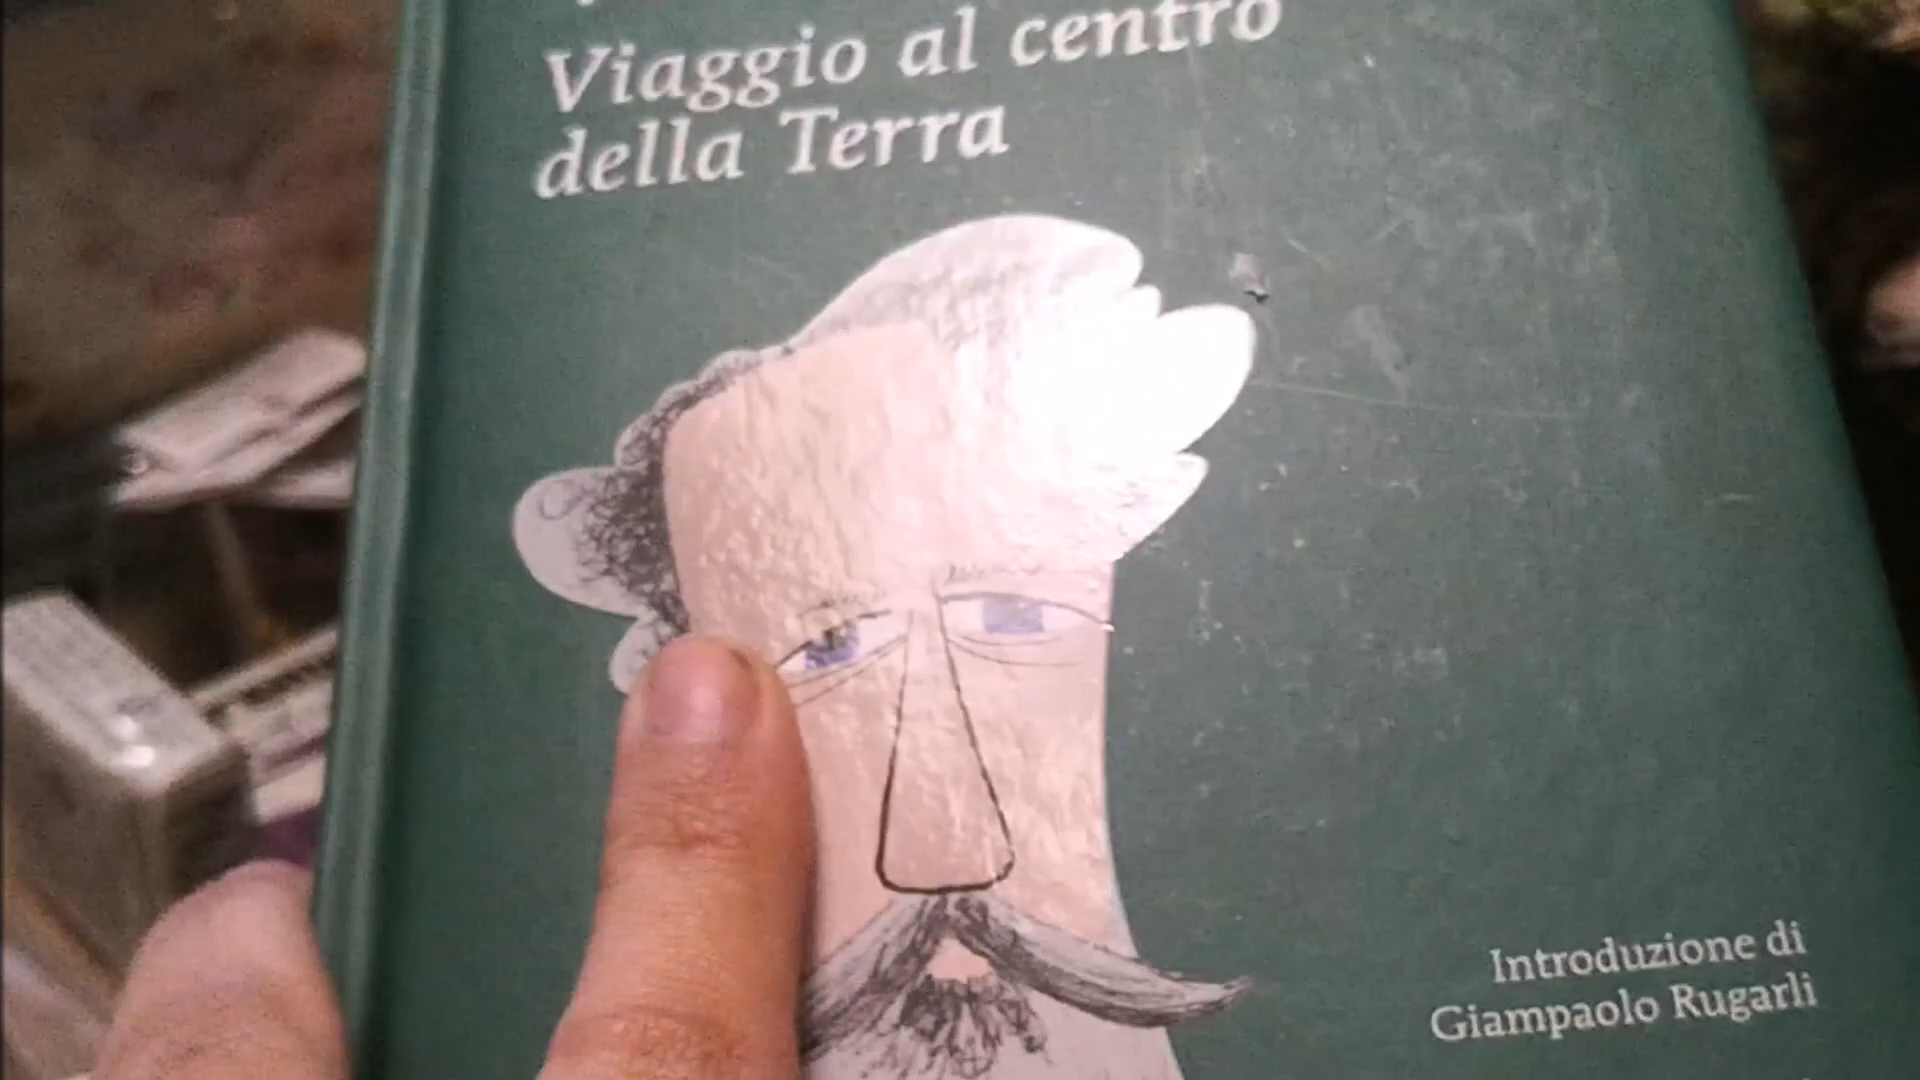 Viaggio al centro
della Terra
Introduzione di
Giampaolo Rugarli